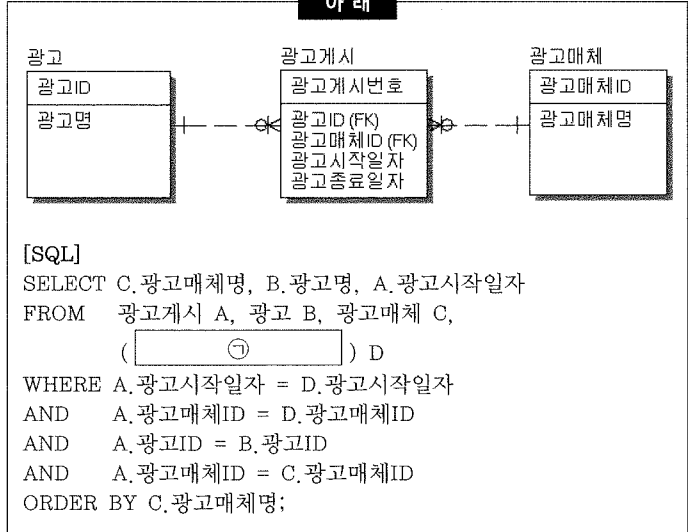 아 래
광고
광고ID
광고명
광고게시
광고게시번호
광고ID (FK)
광고매체ID (FK)
광고시작일자
광고종료일자
광고매체
광고매체ID
광고매체명
[SQL]
SELECT C.광고매체명, B.광고명, A.광고시작일자
FROM 광고게시 A, 광고 B, 광고매체 C,
( ㉠ ) D
WHERE A.광고시작일자 = D.광고시작일자
AND A.광고매체ID = D.광고매체ID
AND A.광고ID = B.광고ID
AND A.광고매체ID = C.광고매체ID
ORDER BY C.광고매체명;